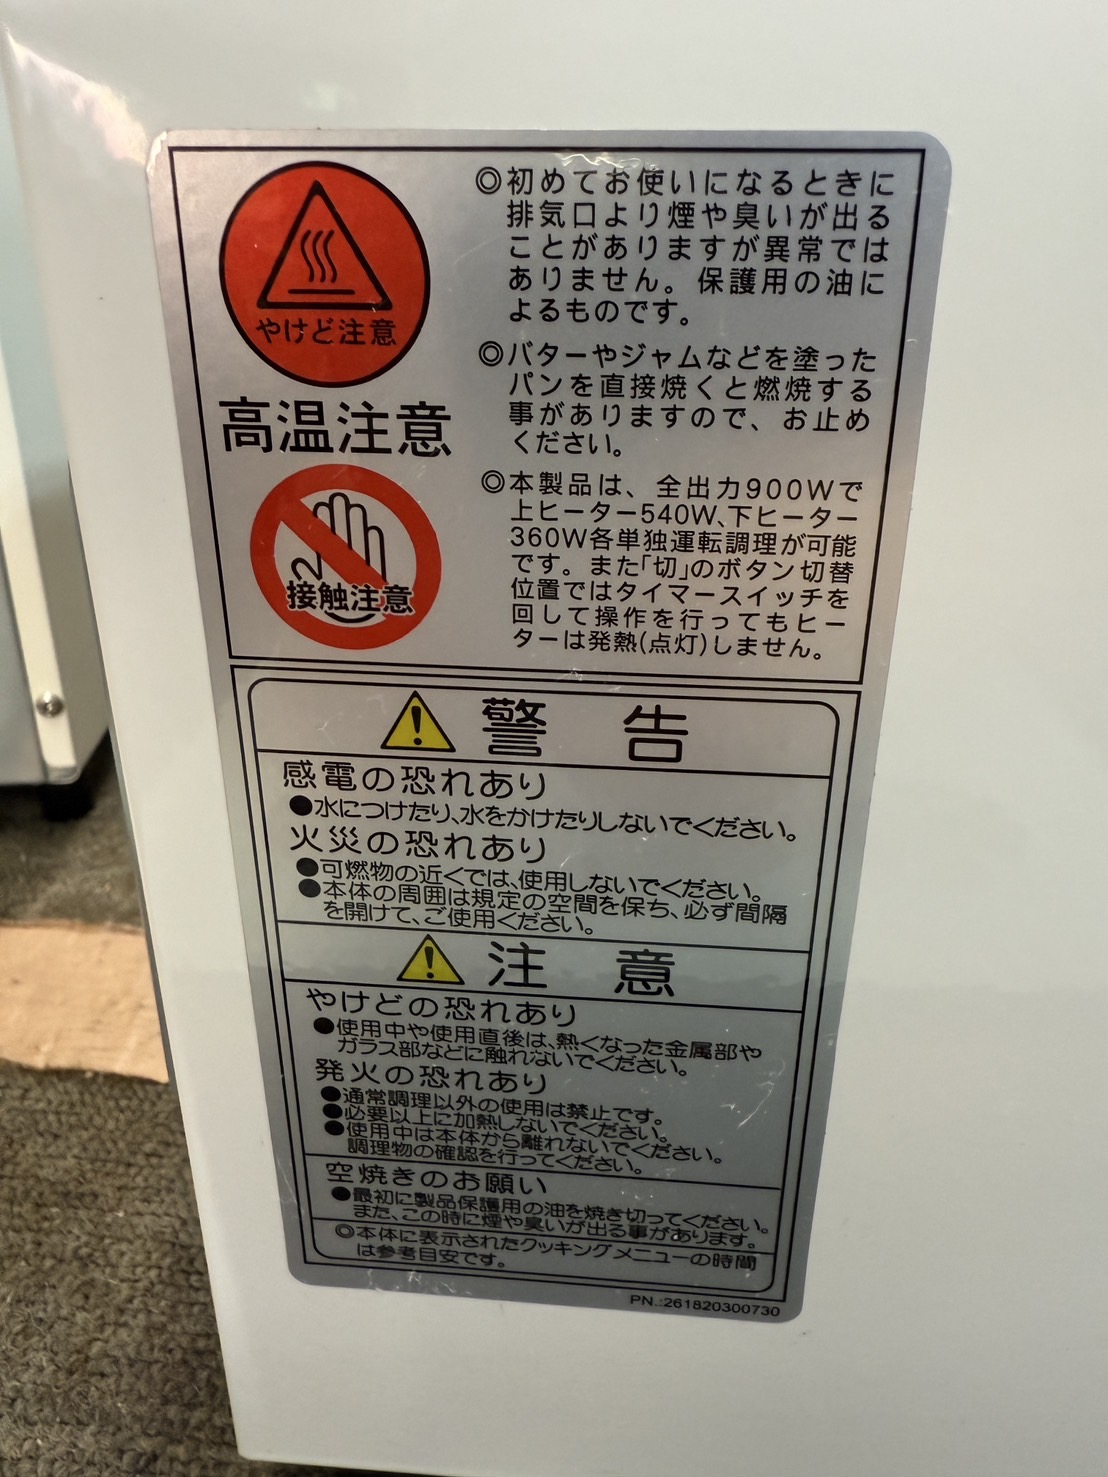 やけど注意
高温注意
接触注意
◎初めてお使いになるときに
排気口より煙や臭いが出る
ことがありますが異常では
ありません。保護用の油に
よるものです。
◎バターやジャムなどを塗った
パンを直接焼くと燃焼する
事がありますので、お止め
ください。
◎本製品は、全出力900Wで
上ヒーター540W、下ヒーター
360W各単独運転調理が可能
です。また「切」のボタン切替
位置ではタイマースイッチを
回して操作を行ってもヒー
ターは発熱(点灯)しません。
警告
感電の恐れあり
●水につけたり、水をかけたりしないでください。
火災の恐れあり
●可燃物の近くでは、使用しないでください。
●本体の周囲は規定の空間を保ち、必ず間隔
を開けて、ご使用ください。
注意
やけどの恐れあり
●使用中や使用直後は、熱くなった金属部や
ガラス部などに触れないでください。
発火の恐れあり
●通常調理以外の使用は禁止です。
●必要以上に加熱しないでください。
●使用中は本体から離れないでください。
調理物の確認を行ってください。
空焼きのお願い
●最初に製品保護用の油を焼き切ってください。
また、この時に煙や臭いが出る事があります。
◎本体に表示されたクッキングメニューの時間
は参考目安です。
PN.:261820300730